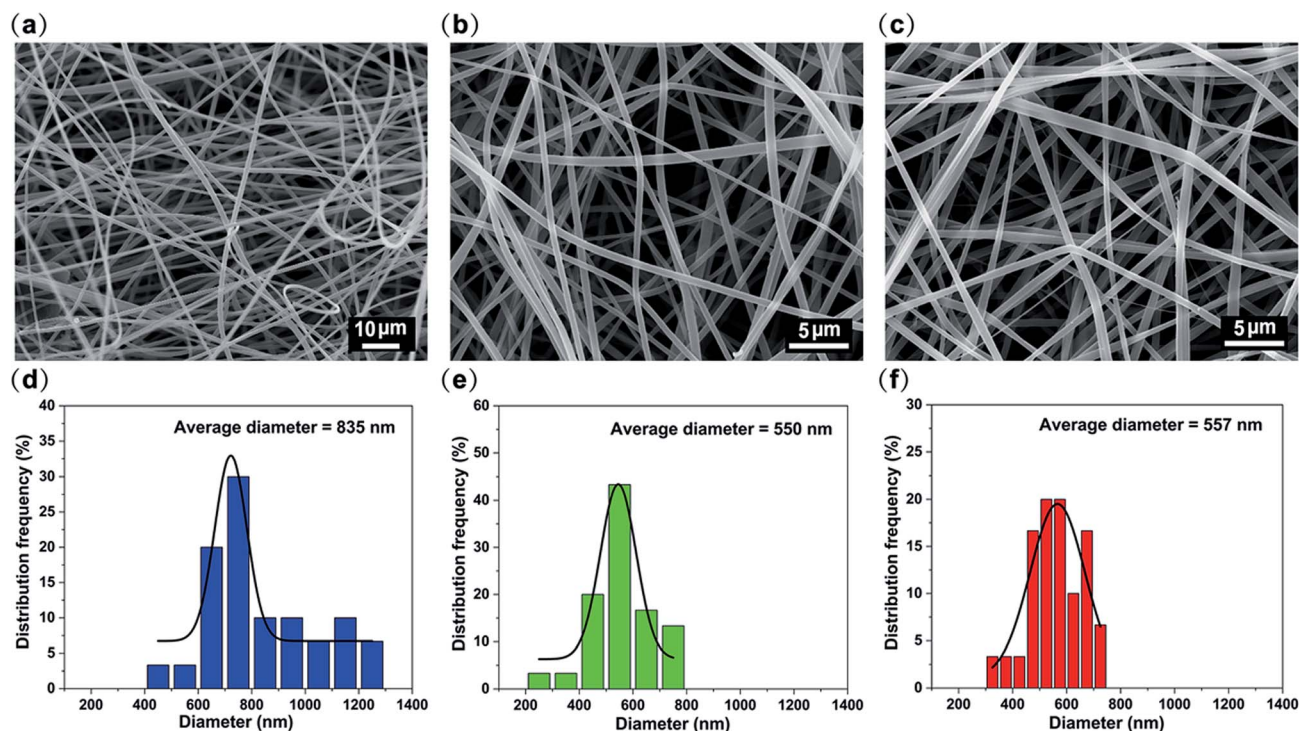 (a)
(b)
(c)
10 μm
5 μm
5 μm
(d)
(e)
(f)
Average diameter = 835 nm
Distribution frequency (%)
40
35
30
25
20
15
10
5
0
200 400 600 800 1000 1200 1400
Diameter (nm)
Average diameter = 550 nm
Distribution frequency (%)
60
50
40
30
20
10
0
200 400 600 800 1000 1200 1400
Diameter (nm)
Average diameter = 557 nm
Distribution frequency (%)
30
25
20
15
10
5
0
200 400 600 800 1000 1200 1400
Diameter (nm)